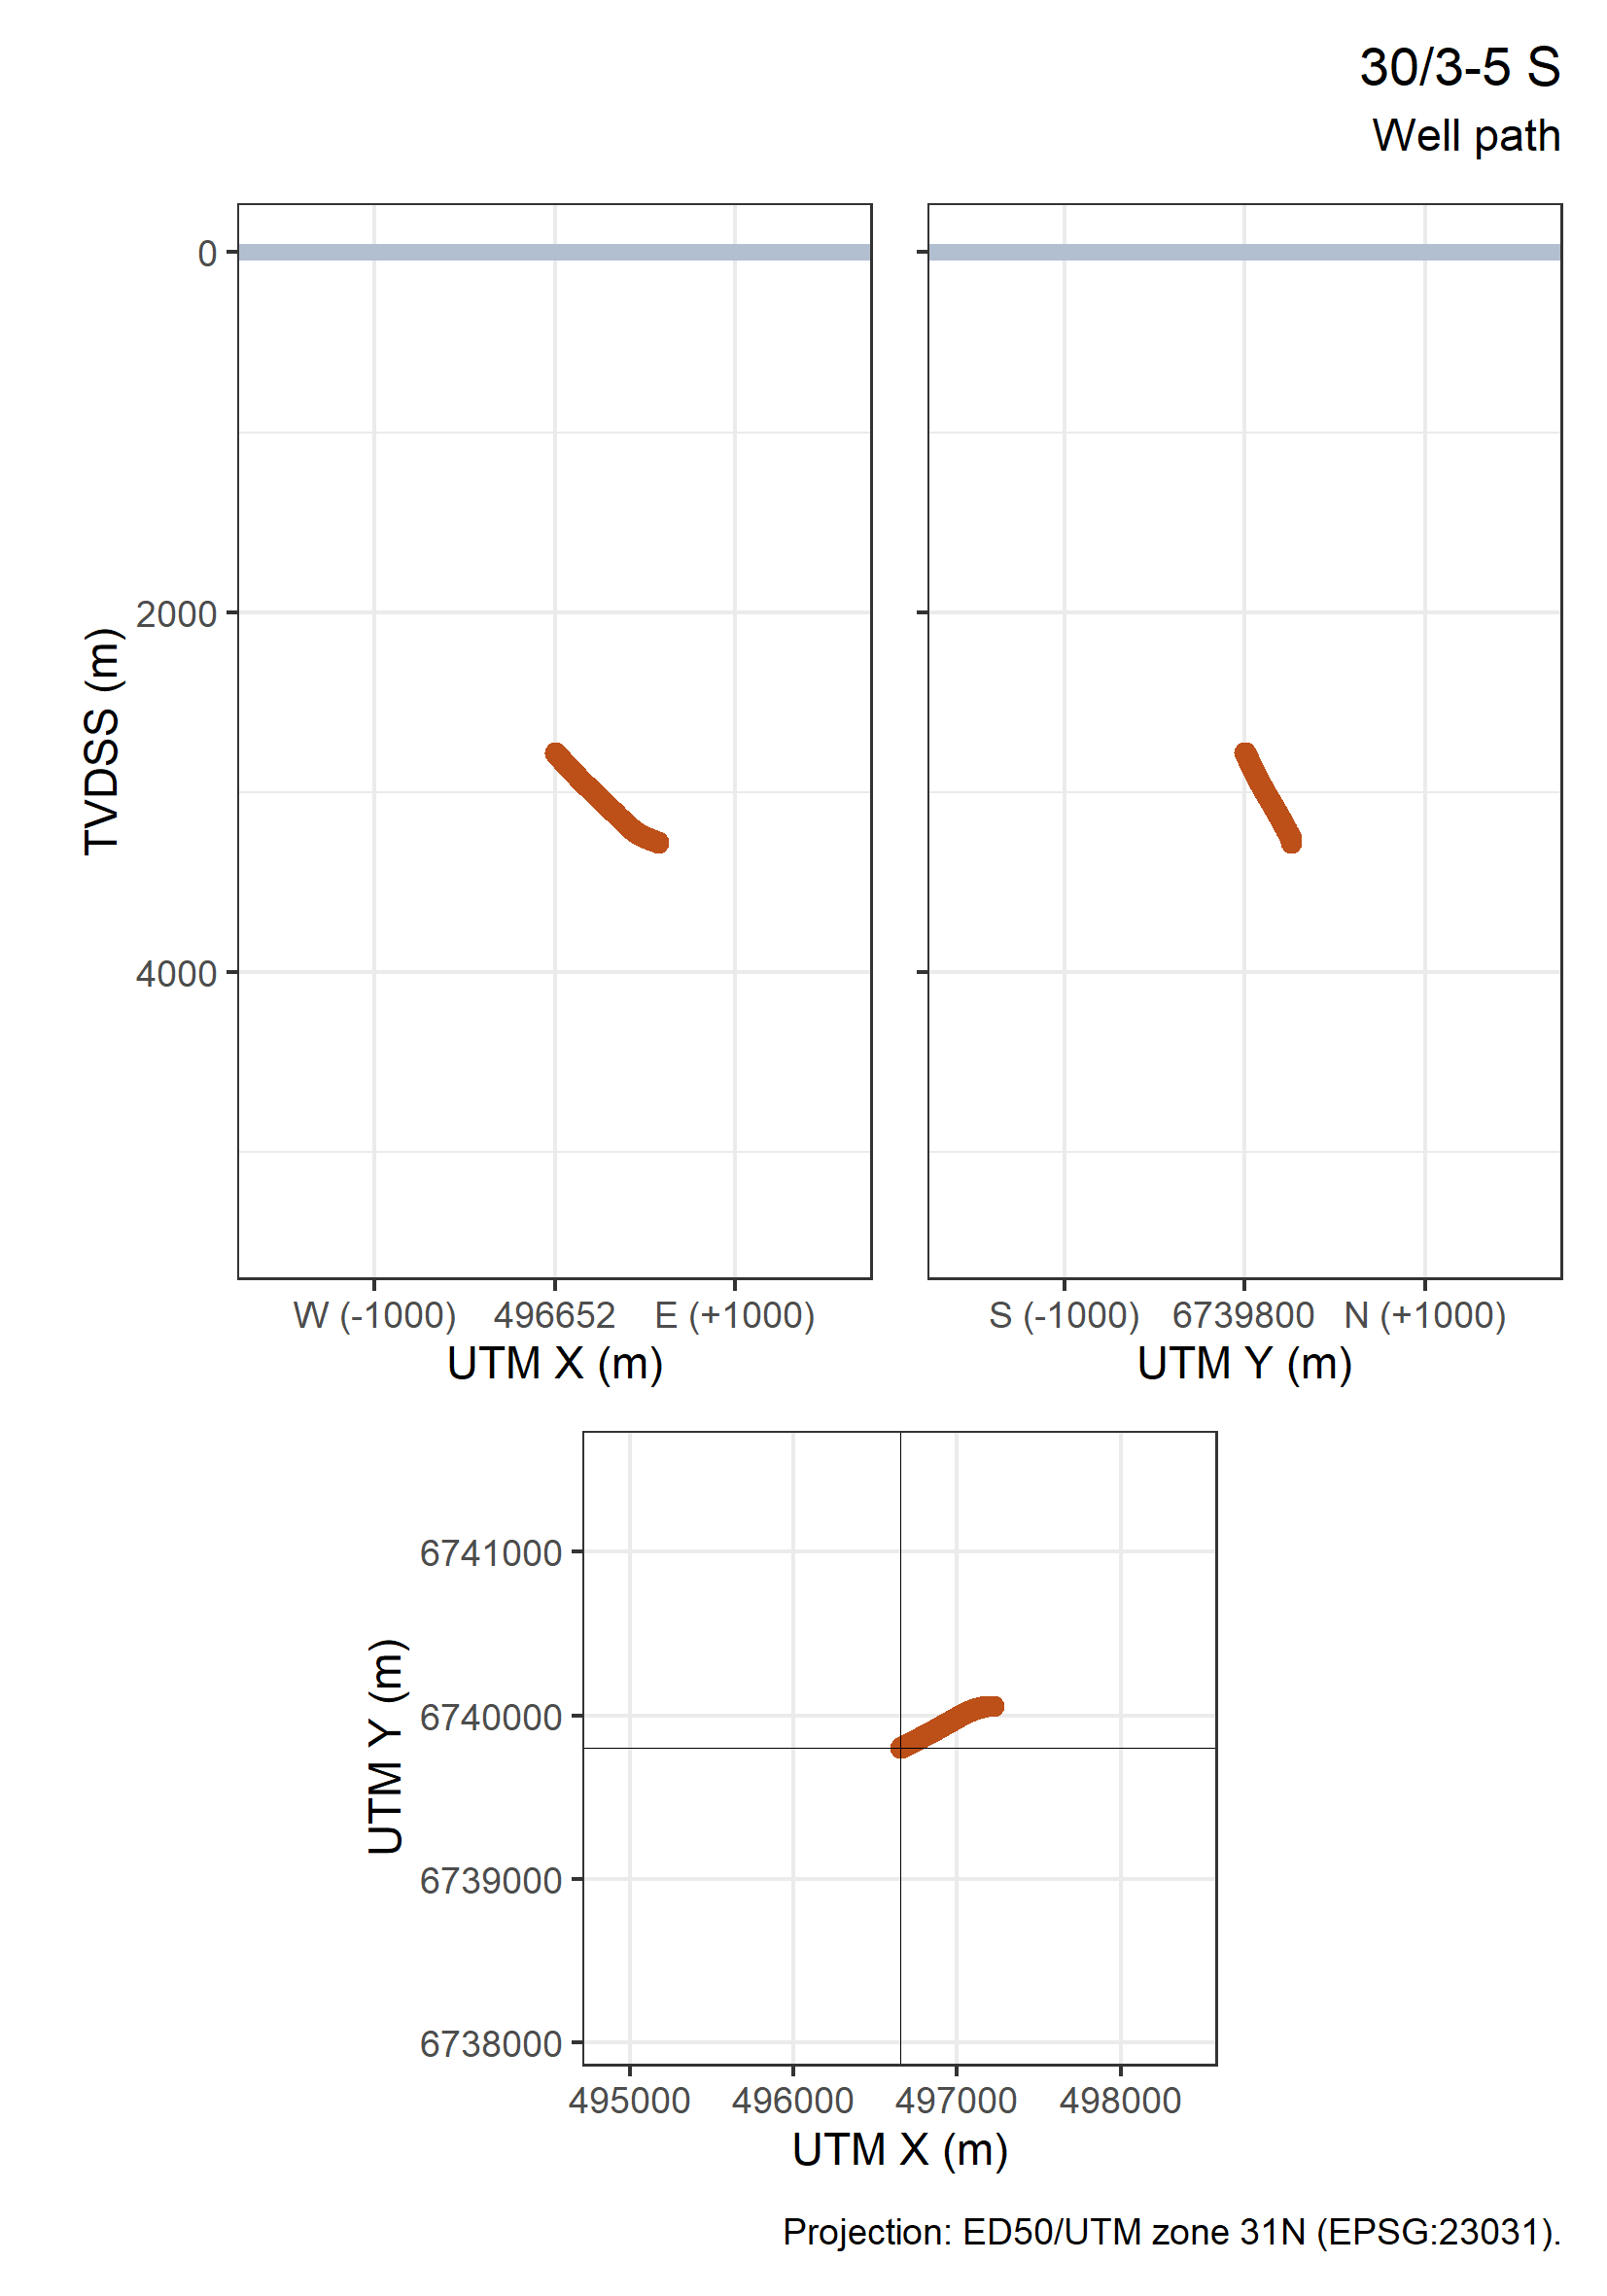 30/3-5 S
Well path
TVDSS (m)
0
2000
4000
W (-1000) 496652 E (+1000)
UTM X (m)
S (-1000) 6739800 N (+1000)
UTM Y (m)
UTM Y (m)
6741000
6740000
6739000
6738000
495000 496000 497000 498000
UTM X (m)
Projection: ED50/UTM zone 31N (EPSG:23031).